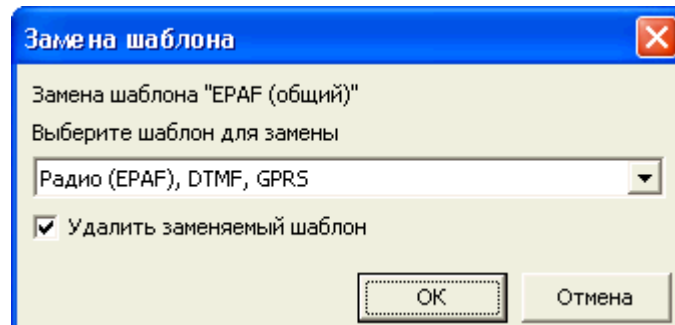 Замена шаблона
Замена шаблона "EPAF (общий)"
Выберите шаблон для замены
Радио (EPAF), DTMF, GPRS
Удалить заменяемый шаблон
OK Отмена